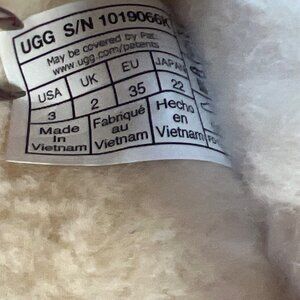 UGG S/N 1019066K
May be covered by Pat.
www.ugg.com/patents
USA UK EU JAPAN
3 2 35 22
Made in Vietnam
Fabriqué au Vietnam
Hecho en Vietnam